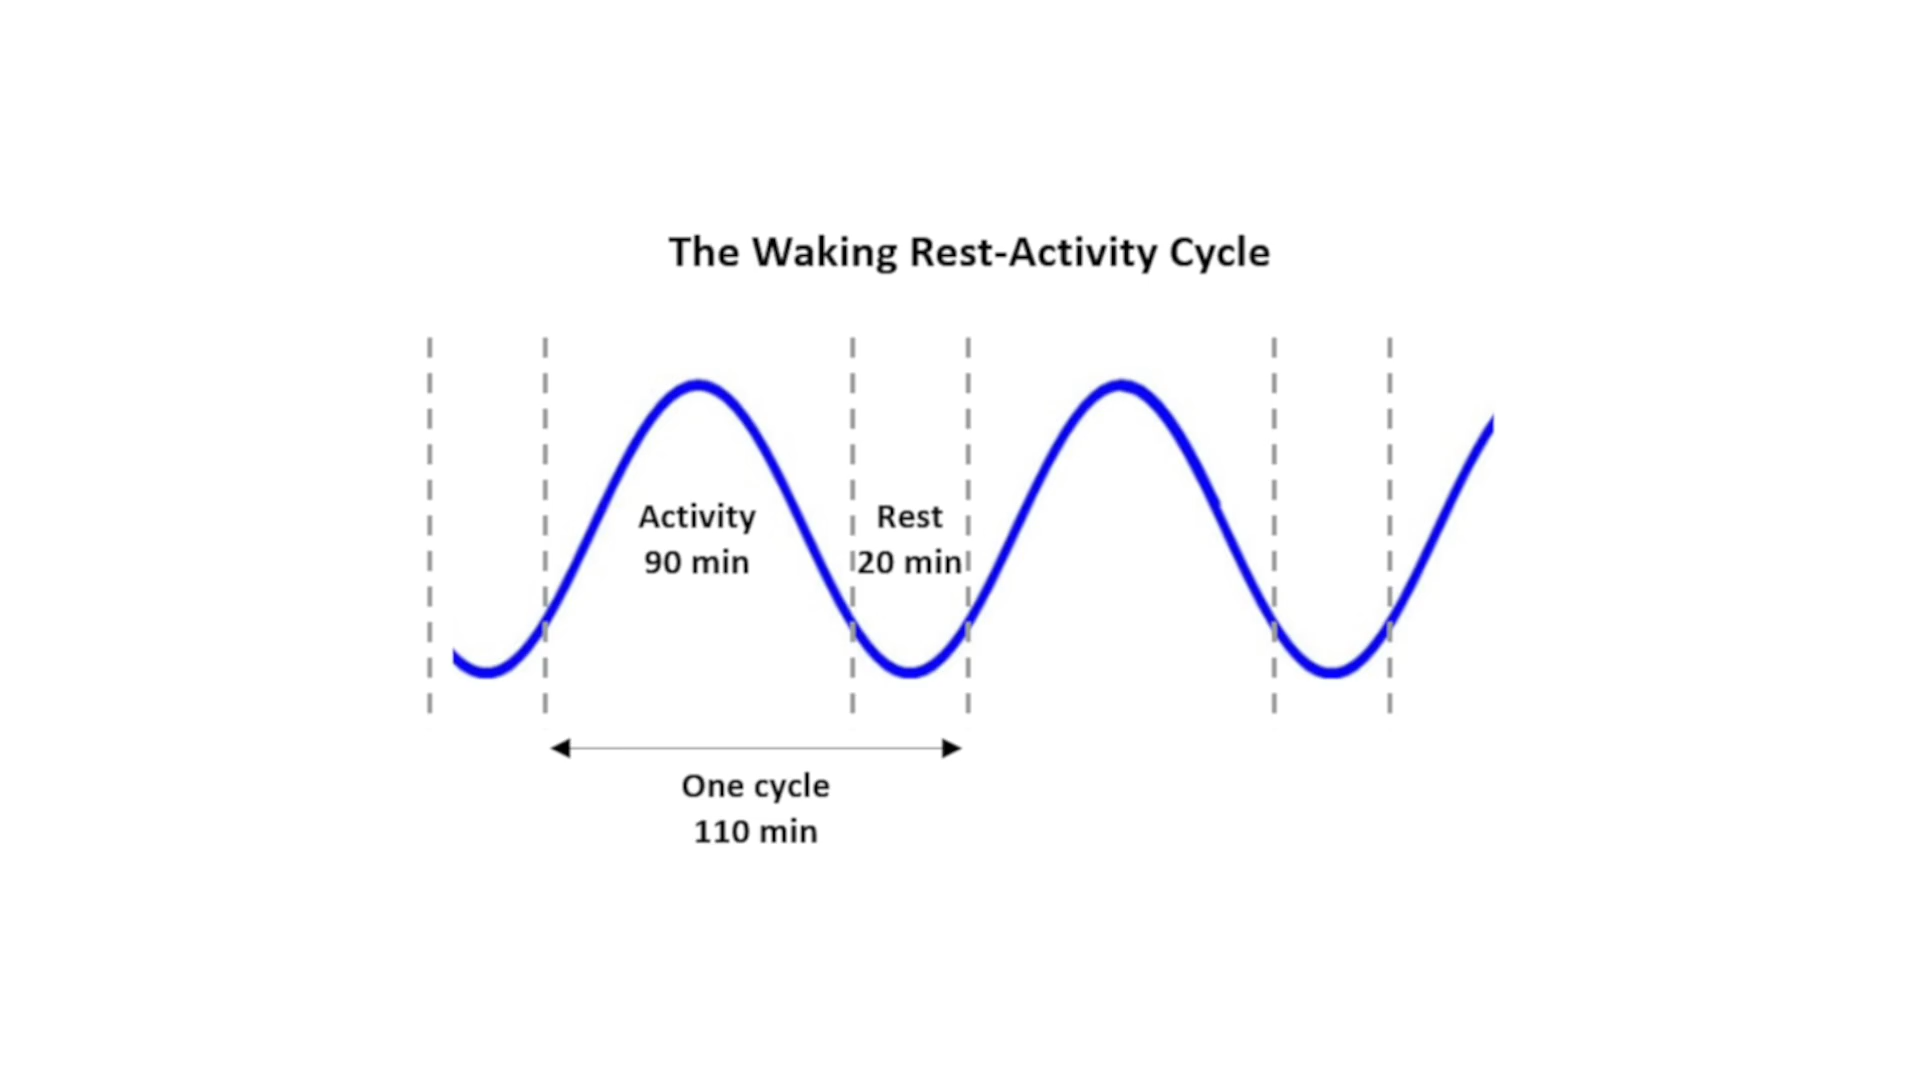 The Waking Rest-Activity Cycle
Activity
90 min
Rest
20 min
One cycle
110 min